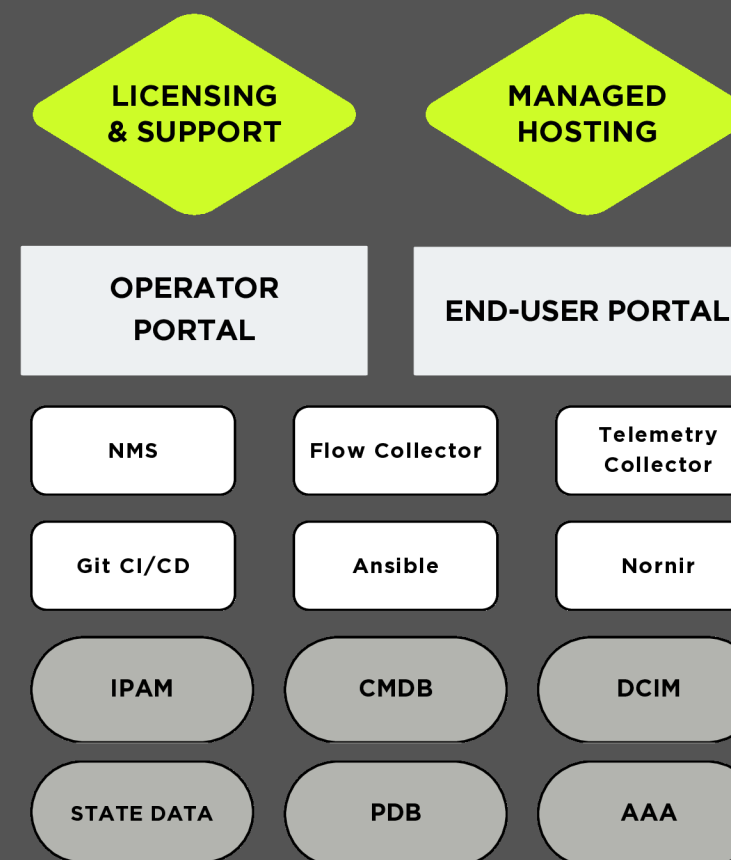 LICENSING
& SUPPORT
MANAGED
HOSTING
OPERATOR
PORTAL
END-USER PORTAL
NMS
Flow Collector
Telemetry
Collector
Git CI/CD
Ansible
Nornir
IPAM
CMDB
DCIM
STATE DATA
PDB
AAA